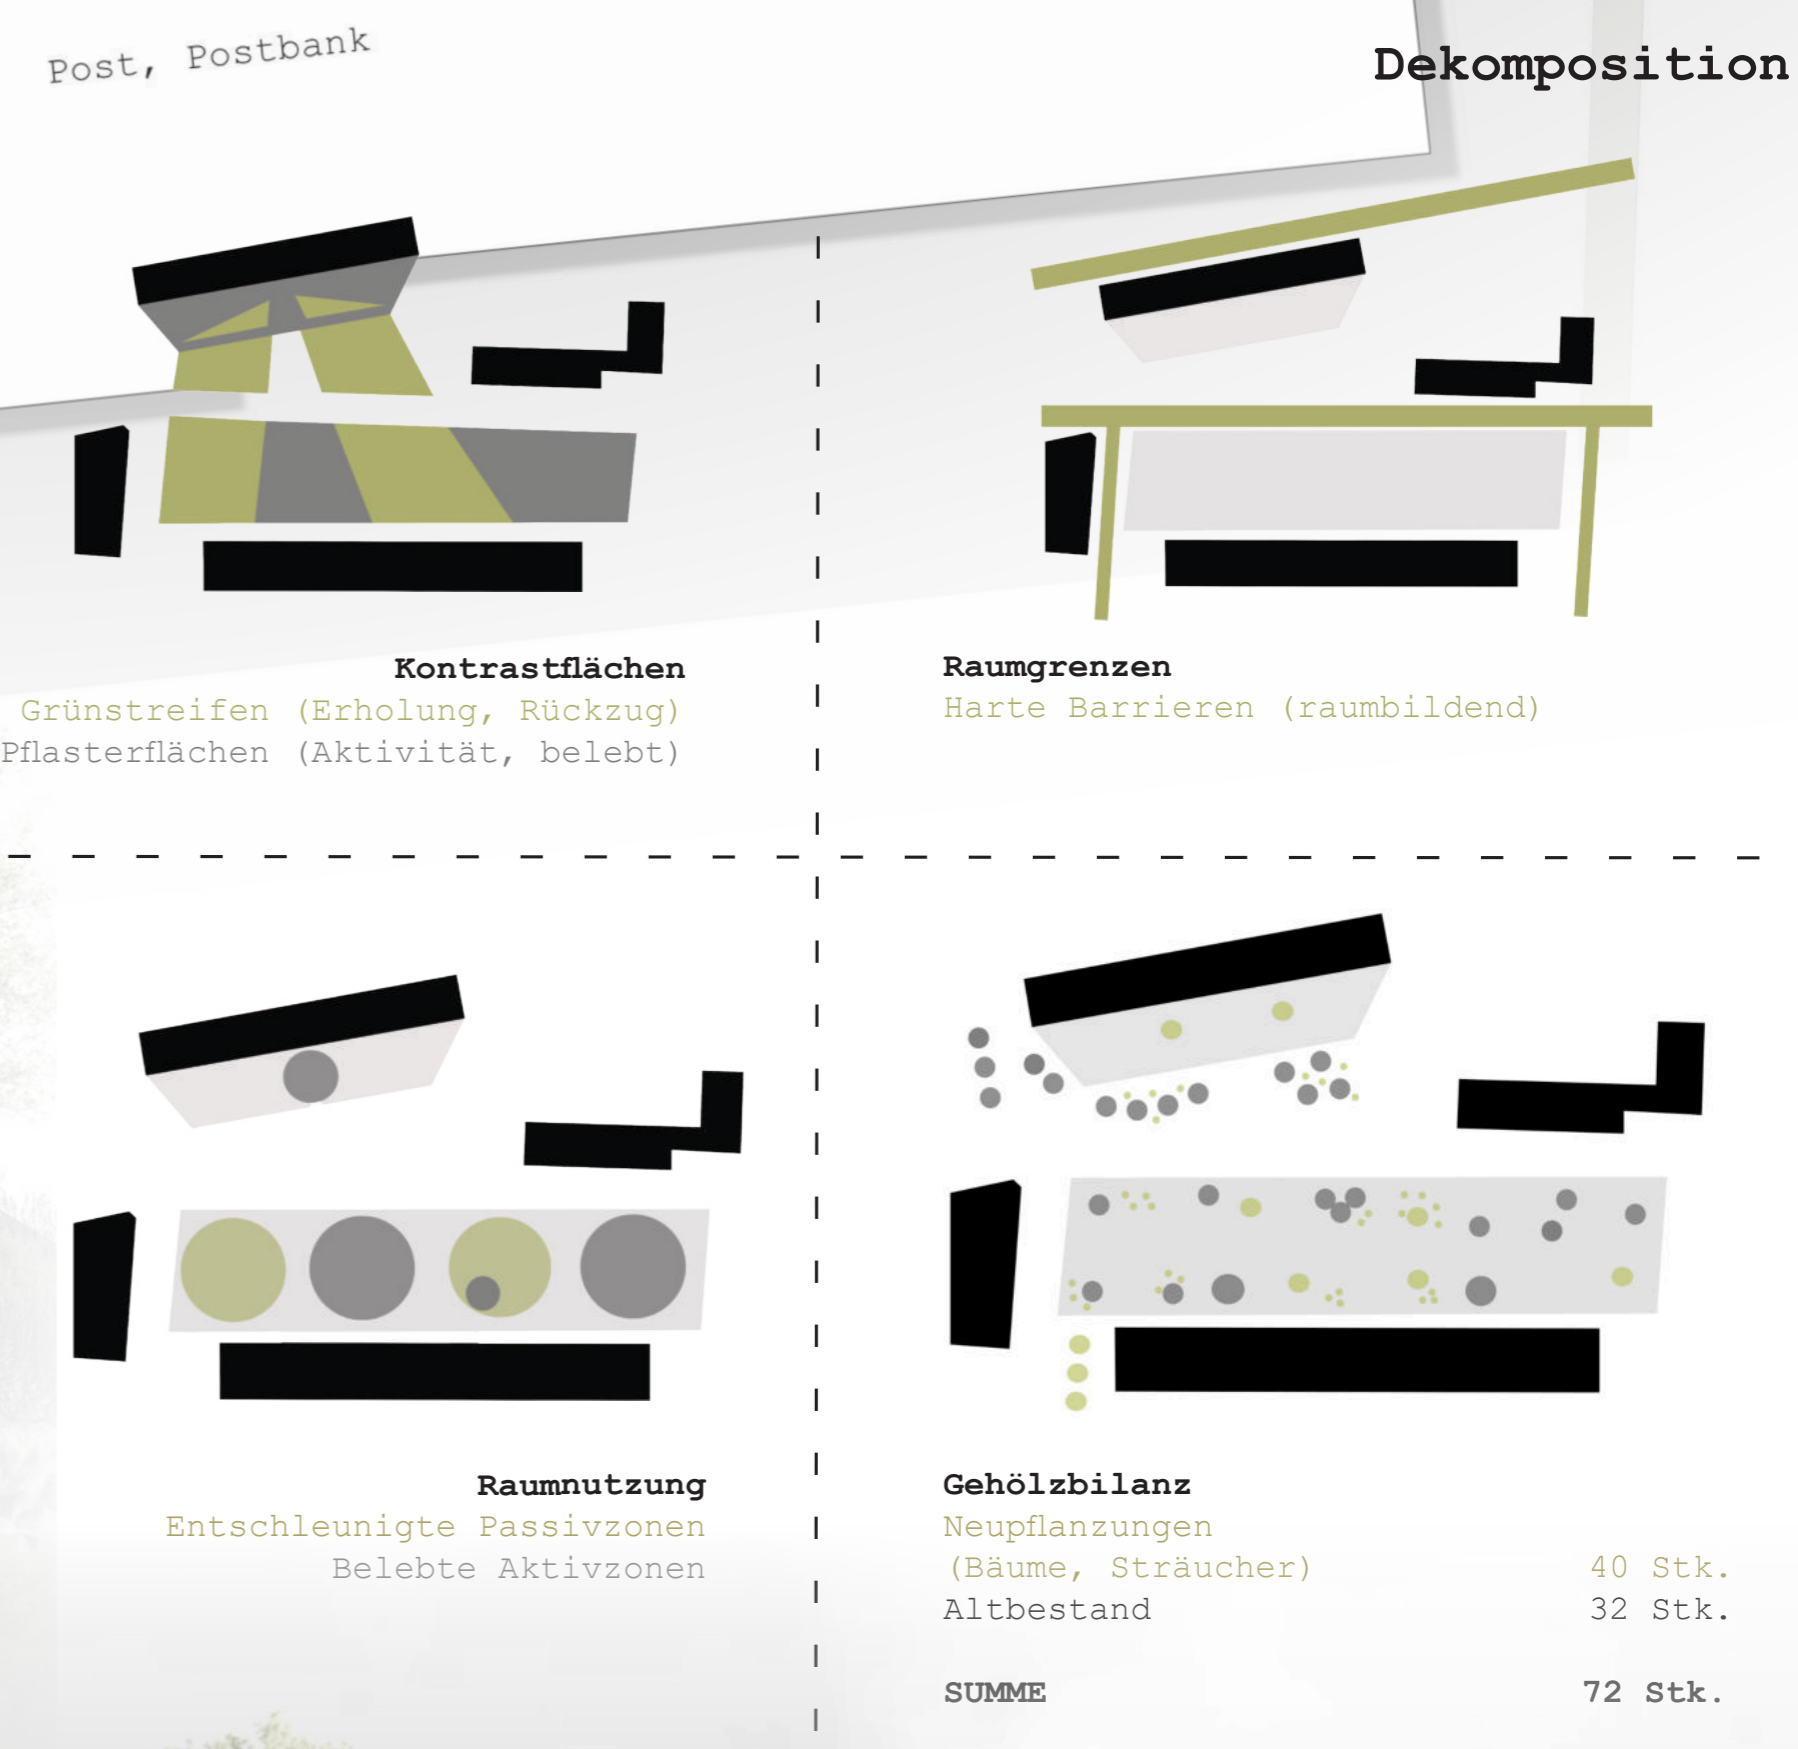 Post, Postbank
Dekomposition
Kontrastflächen
Grünstreifen (Erholung, Rückzug)
Pflasterflächen (Aktivität, belebt)
Raumgrenzen
Harte Barrieren (raumbildend)
Raumnutzung
Entschleunigte Passivzonen
Belebte Aktivzonen
Gehölzbilanz
Neupflanzungen
(Bäume, Sträucher) 40 Stk.
Altbestand 32 Stk.
SUMME 72 Stk.